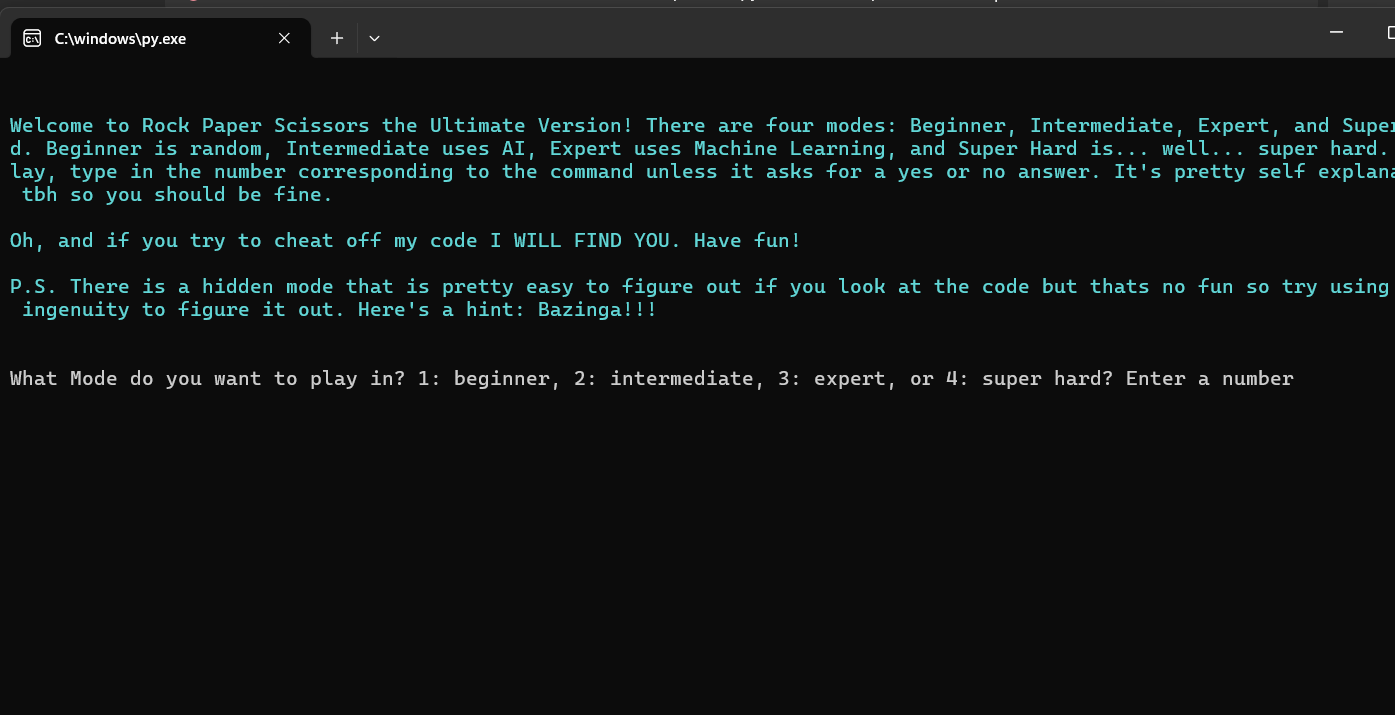 C:\windows\py.exe
Welcome to Rock Paper Scissors the Ultimate Version! There are four modes: Beginner, Intermediate, Expert, and Super
d. Beginner is random, Intermediate uses AI, Expert uses Machine Learning, and Super Hard is... well... super hard.
lay, type in the number corresponding to the command unless it asks for a yes or no answer. It's pretty self explana
tbh so you should be fine.
Oh, and if you try to cheat off my code I WILL FIND YOU. Have fun!
P.S. There is a hidden mode that is pretty easy to figure out if you look at the code but thats no fun so try using
ingenuity to figure it out. Here's a hint: Bazinga!!!
What Mode do you want to play in? 1: beginner, 2: intermediate, 3: expert, or 4: super hard? Enter a number